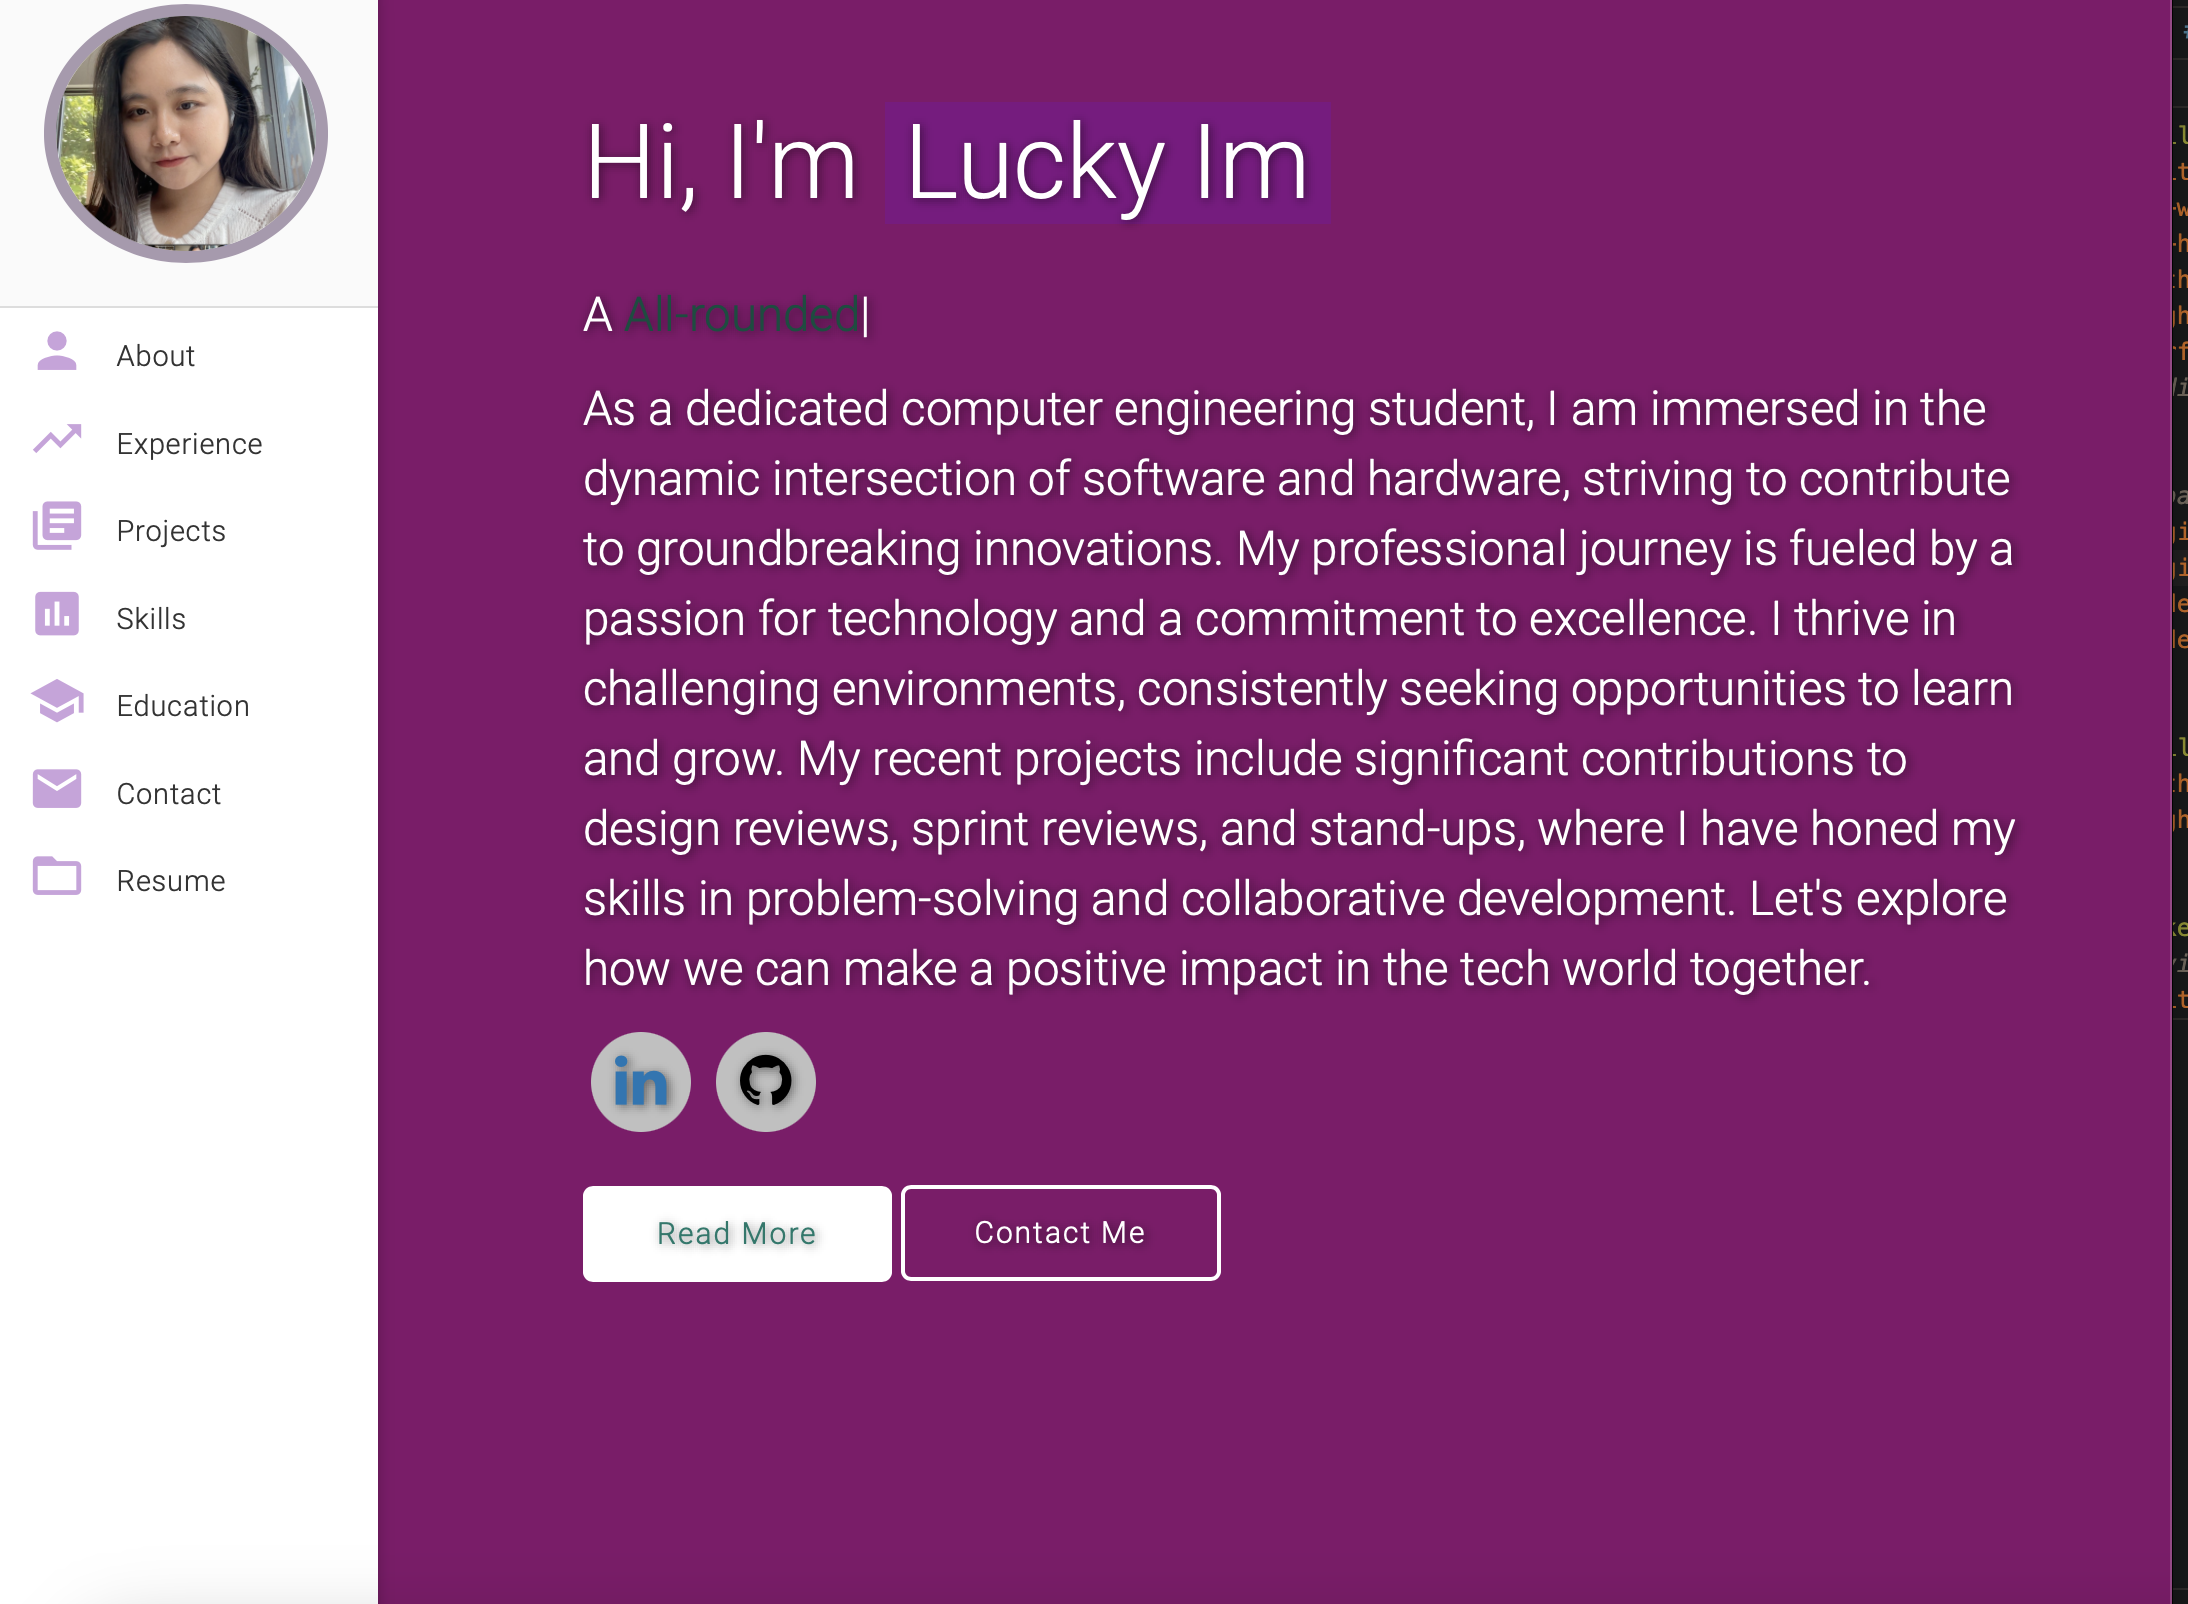 About
Experience
Projects
Skills
Education
Contact
Resume
Hi, I'm Lucky Im
A All-rounded|
As a dedicated computer engineering student, I am immersed in the
dynamic intersection of software and hardware, striving to contribute
to groundbreaking innovations. My professional journey is fueled by a
passion for technology and a commitment to excellence. I thrive in
challenging environments, consistently seeking opportunities to learn
and grow. My recent projects include significant contributions to
design reviews, sprint reviews, and stand-ups, where I have honed my
skills in problem-solving and collaborative development. Let's explore
how we can make a positive impact in the tech world together.
in
Read More
Contact Me